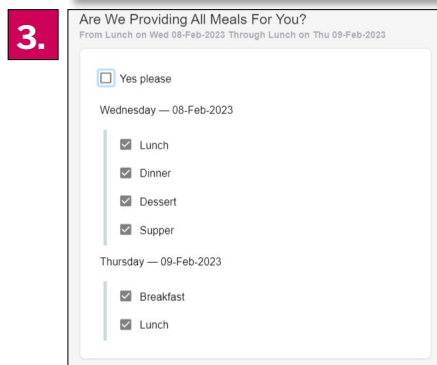 3.
Are We Providing All Meals For You?
From Lunch on Wed 08-Feb-2023 Through Lunch on Thu 09-Feb-2023
Yes please
Wednesday — 08-Feb-2023
Lunch
Dinner
Dessert
Supper
Thursday — 09-Feb-2023
Breakfast
Lunch